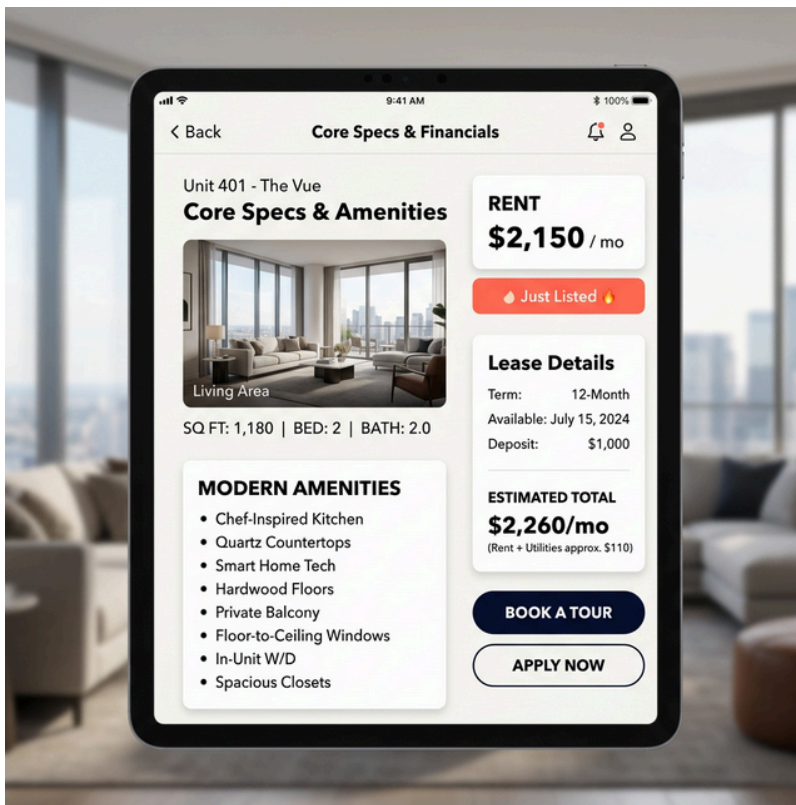 9:41 AM
100%
Back
Core Specs & Financials
Unit 401 - The Vue
Core Specs & Amenities
Living Area
SQ FT: 1,180 | BED: 2 | BATH: 2.0
MODERN AMENITIES
• Chef-Inspired Kitchen
• Quartz Countertops
• Smart Home Tech
• Hardwood Floors
• Private Balcony
• Floor-to-Ceiling Windows
• In-Unit W/D
• Spacious Closets
RENT
$2,150 / mo
Just Listed 🔥
Lease Details
Term: 12-Month
Available: July 15, 2024
Deposit: $1,000
ESTIMATED TOTAL
$2,260/mo
(Rent + Utilities approx. $110)
BOOK A TOUR
APPLY NOW